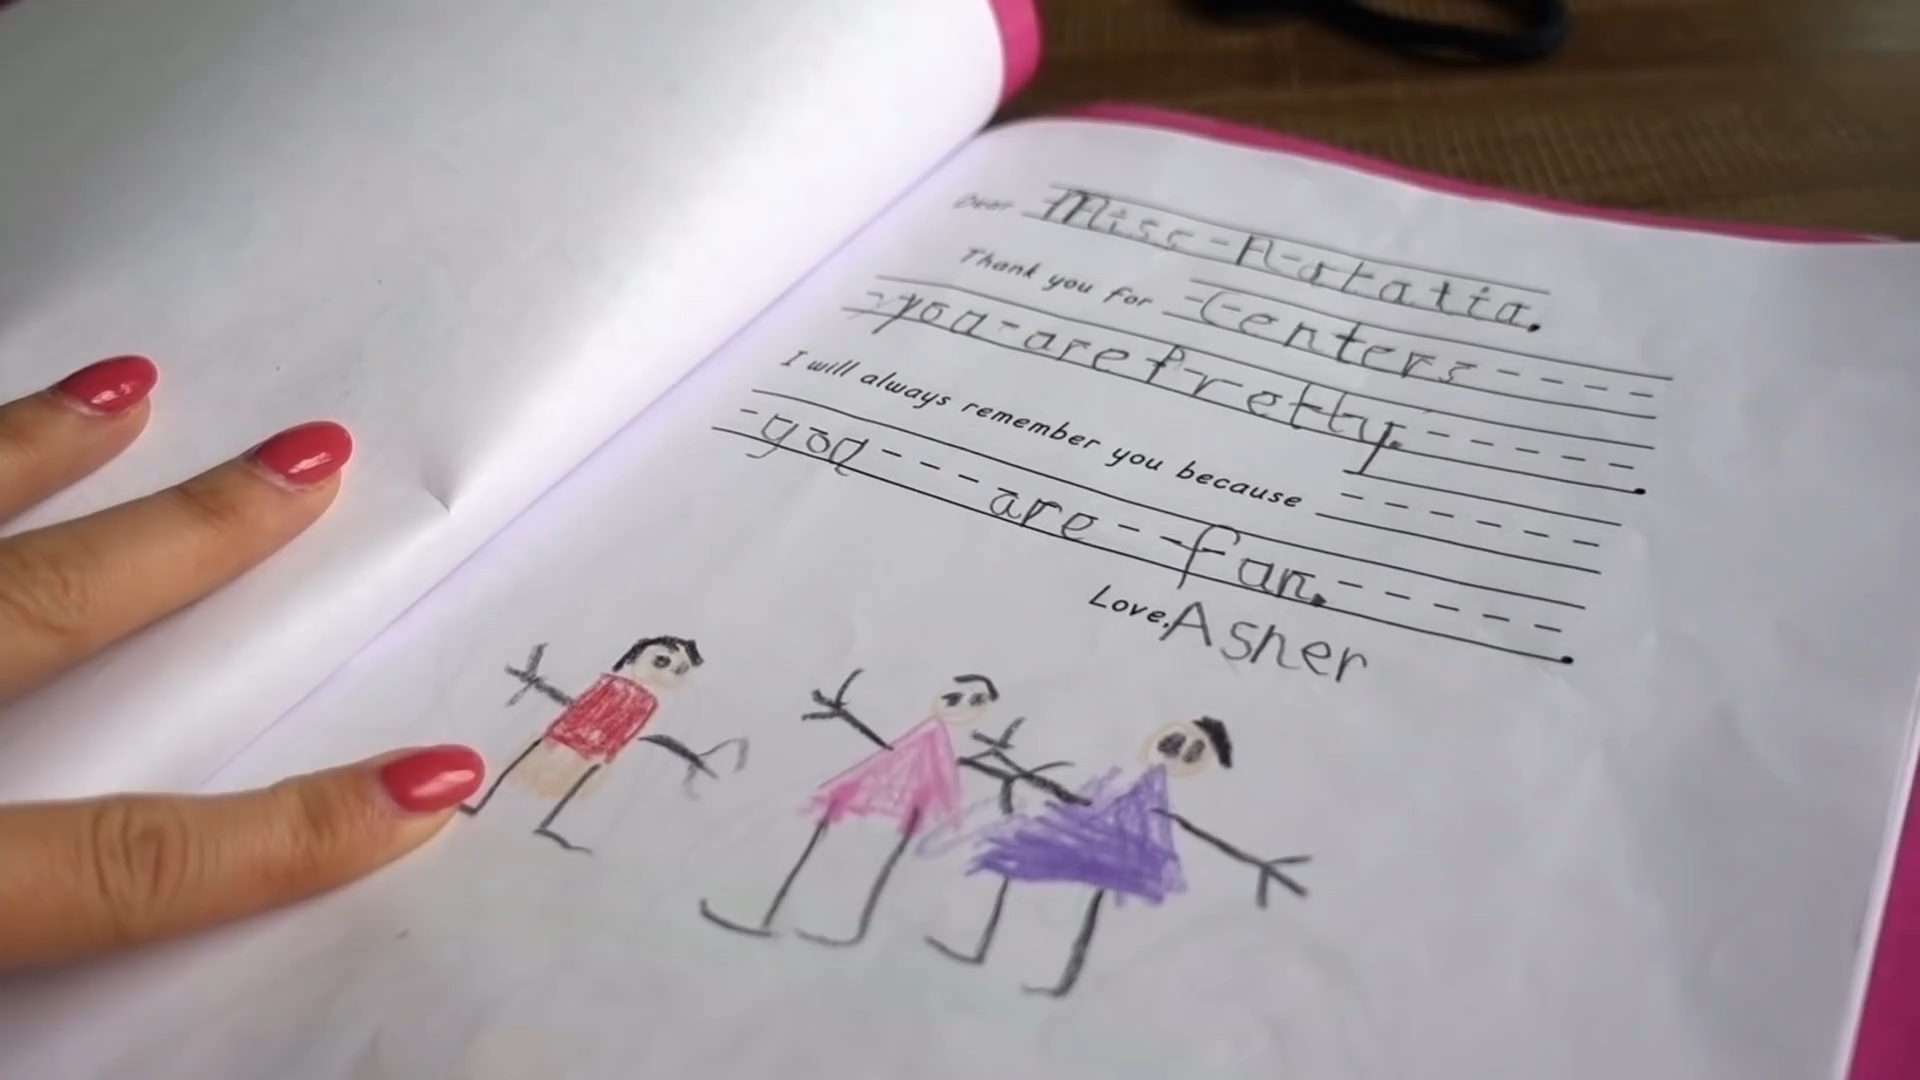 Dear Miss Natalia.
Thank you for Centers
you are pretty.
I will always remember you because
you are fun.
Love, Asher